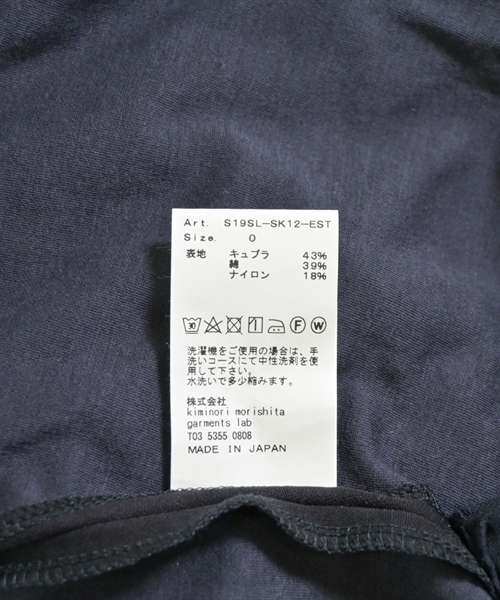 Art. S19SL-SK12-EST
Size. 0
表地 キュプラ 43%
綿 39%
ナイロン 18%
30 F W
洗濯機をご使用の場合は、手
洗いコースにて中性洗剤を使
用して下さい。
水洗いで多少縮みます。
株式会社
kiminori morishita
garments lab
T03 5355 0808
MADE IN JAPAN